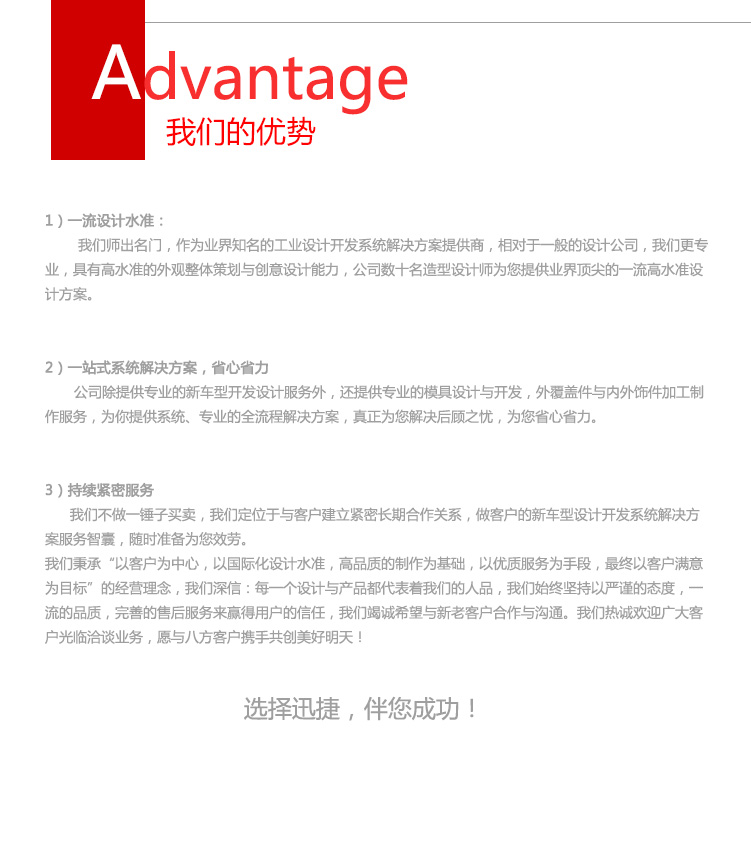 Advantage
我们的优势
1）一流设计水准：
我们师出名门，作为业界知名的工业设计开发系统解决方案提供商，相对于一般的设计公司，我们更专
业，具有高水准的外观整体策划与创意设计能力，公司数十名造型设计师为您提供业界顶尖的一流高水准设
计方案。
2）一站式系统解决方案，省心省力
公司除提供专业的新车型开发设计服务外，还提供专业的模具设计与开发，外覆盖件与内外饰件加工制
作服务，为你提供系统、专业的全流程解决方案，真正为您解决后顾之忧，为您省心省力。
3）持续紧密服务
我们不做一锤子买卖，我们定位于与客户建立紧密长期合作关系，做客户的新车型设计开发系统解决方
案服务智囊，随时准备为您效劳。
我们秉承“以客户为中心，以国际化设计水准，高品质的制作为基础，以优质服务为手段，最终以客户满意
为目标”的经营理念，我们深信：每一个设计与产品都代表着我们的人品，我们始终坚持以严谨的态度，一
流的品质，完善的售后服务来赢得用户的信任，我们竭诚希望与新老客户合作与沟通。我们热诚欢迎广大客
户光临洽谈业务，愿与八方客户携手共创美好明天！
选择迅捷，伴您成功！